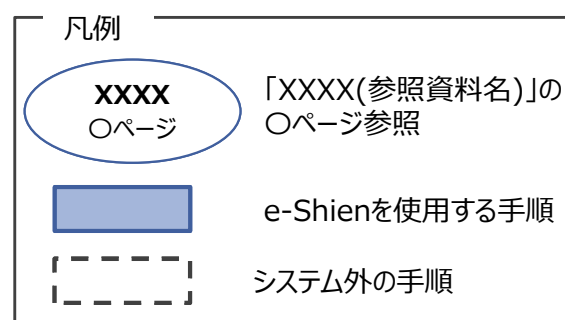 凡例
XXXX
〇ページ
「XXXX(参照資料名)」の
〇ページ参照
e-Shienを使用する手順
システム外の手順